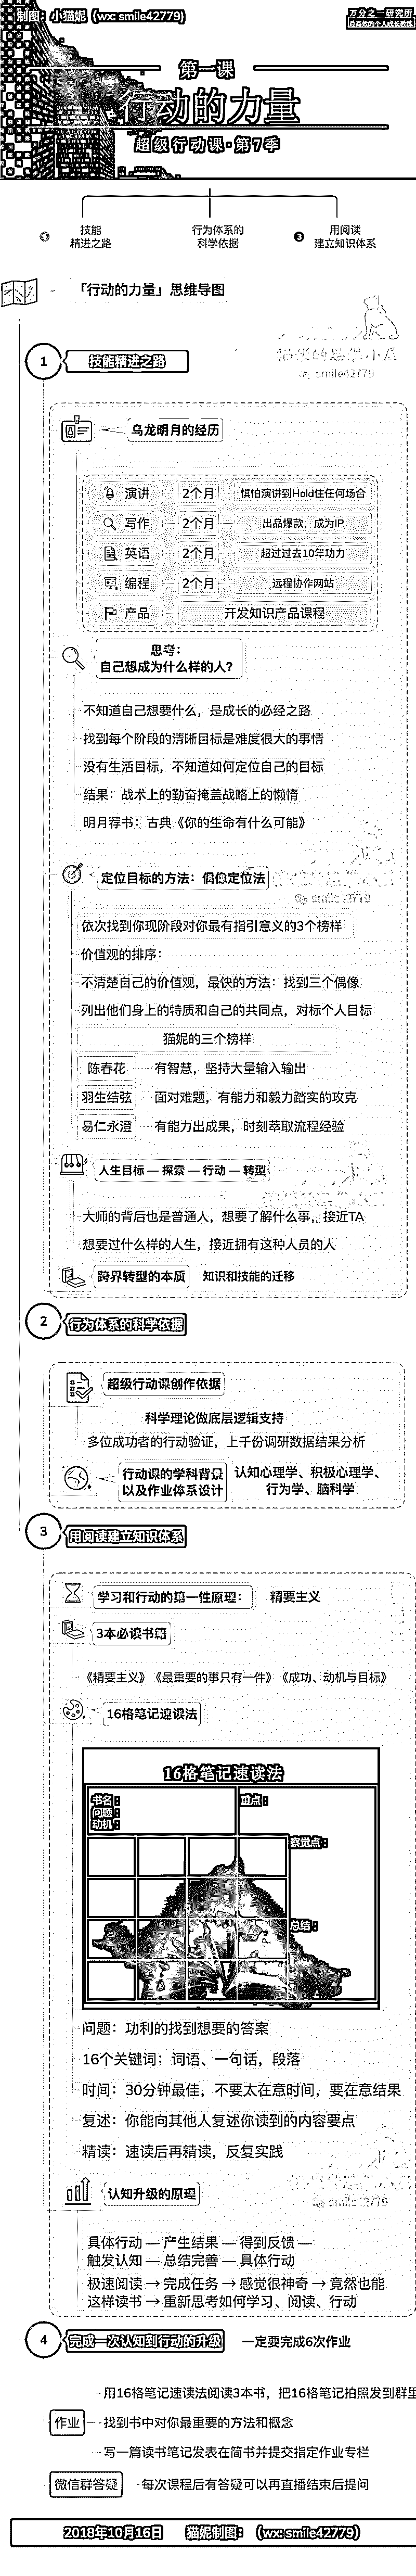 制图：小猫妮（wx: smile42779）
万分之一研究所
第一课
行动的力量
超级行动课·第7季
技能
精进之路
行为体系的
科学依据
3
用阅读
建立知识体系
「行动的力量」思维导图
smile42779
1
技能精进之路
乌龙明月的经历
演讲 2个月 惧怕演讲到Hold住任何场合
写作 2个月 出品爆款，成为IP
英语 2个月 超过过去10年功力
编程 2个月 远程协作网站
产品 开发知识产品课程
思考：
自己想成为什么样的人？
不知道自己想要什么，是成长的必经之路
找到每个阶段的清晰目标是难度很大的事情
没有生活目标，不知道如何定位自己的目标
结果：战术上的勤奋掩盖战略上的懒惰
明月荐书：古典《你的生命有什么可能》
定位目标的方法：偶像定位法
smile42779
依次找到你现阶段对你最有指引意义的3个榜样
价值观的排序：
不清楚自己的价值观，最快的方法：找到三个偶像
列出他们身上的特质和自己的共同点，对标个人目标
猫妮的三个榜样
陈春花 有智慧，坚持大量输入输出
羽生结弦 面对难题，有能力和毅力踏实的攻克
易仁永澄 有能力出成果，时刻萃取流程经验
人生目标 — 探索 — 行动 — 转型
大师的背后也是普通人，想要了解什么事，接近TA
想要过什么样的人生，接近拥有这种人员的人
跨界转型的本质 知识和技能的迁移
2
行为体系的科学依据
超级行动课创作依据
科学理论做底层逻辑支持
多位成功者的行动验证，上千份调研数据结果分析
行动课的学科背景
以及作业体系设计
认知心理学、积极心理学、
行为学、脑科学
3
用阅读建立知识体系
学习和行动的第一性原理： 精要主义
3本必读书籍
《精要主义》《最重要的事只有一件》《成功、动机与目标》
16格笔记速读法
16格笔记速读法
书名：
问题：
动机：
重点：
感觉点：
总结：
问题：功利的找到想要的答案
16个关键词：词语、一句话，段落
时间：30分钟最佳，不要太在意时间，要在意结果
复述：你能向其他人复述你读到的内容要点
精读：速读后再精读，反复实践
认知升级的原理
smile42779
具体行动 — 产生结果 — 得到反馈 —
触发认知 — 总结完善 — 具体行动
极速阅读 → 完成任务 → 感觉很神奇 → 竟然也能
这样读书 → 重新思考如何学习、阅读、行动
4
完成一次认知到行动的升级 一定要完成6次作业
用16格笔记速读法阅读3本书，把16格笔记拍照发到群里
作业 找到书中对你最重要的方法和概念
写一篇读书笔记发表在简书并提交指定作业专栏
微信群答疑 每次课程后有答疑可以再直播结束后提问
2018年10月16日 猫妮制图：（wx: smile42779）